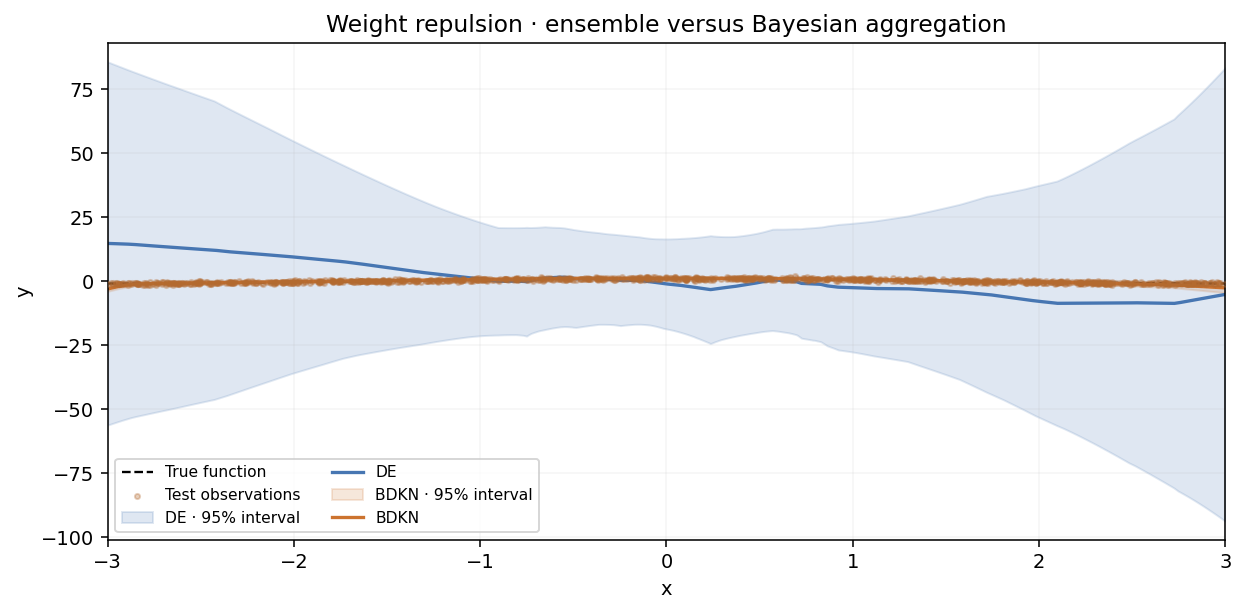 Weight repulsion · ensemble versus Bayesian aggregation
y
75
50
25
0
−25
−50
−75
−100
True function
Test observations
DE · 95% interval
DE
BDKN · 95% interval
BDKN
−3 −2 −1 0 1 2 3
x